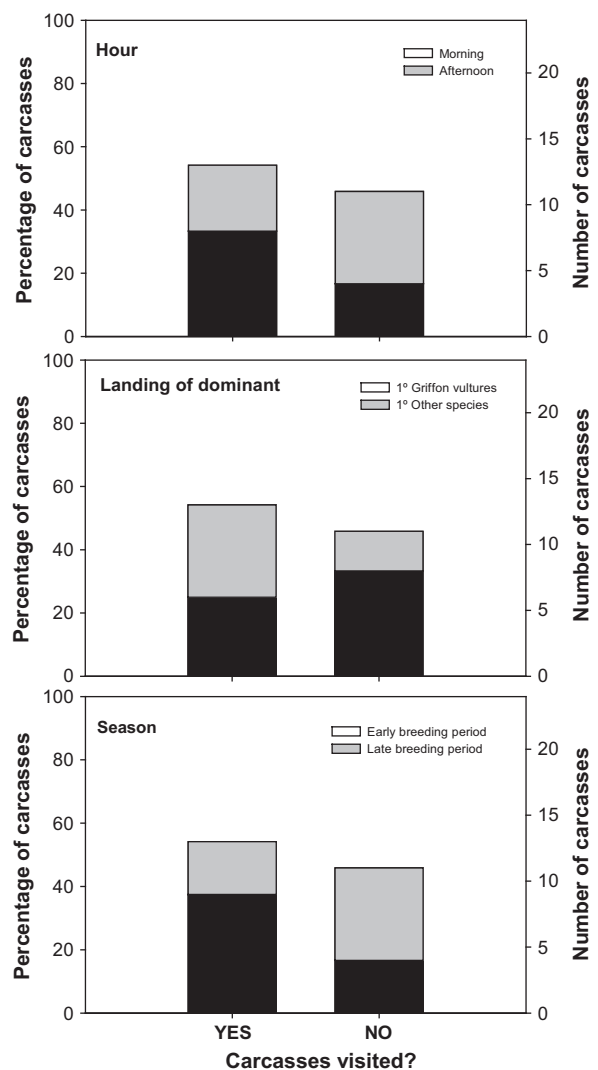 Hour
Morning
Afternoon
100
80
60
40
20
0
Percentage of carcasses
20
15
10
5
0
Number of carcasses
Landing of dominant
1º Griffon vultures
1º Other species
100
80
60
40
20
0
Percentage of carcasses
20
15
10
5
0
Number of carcasses
Season
Early breeding period
Late breeding period
100
80
60
40
20
0
Percentage of carcasses
20
15
10
5
0
Number of carcasses
YES NO
Carcasses visited?